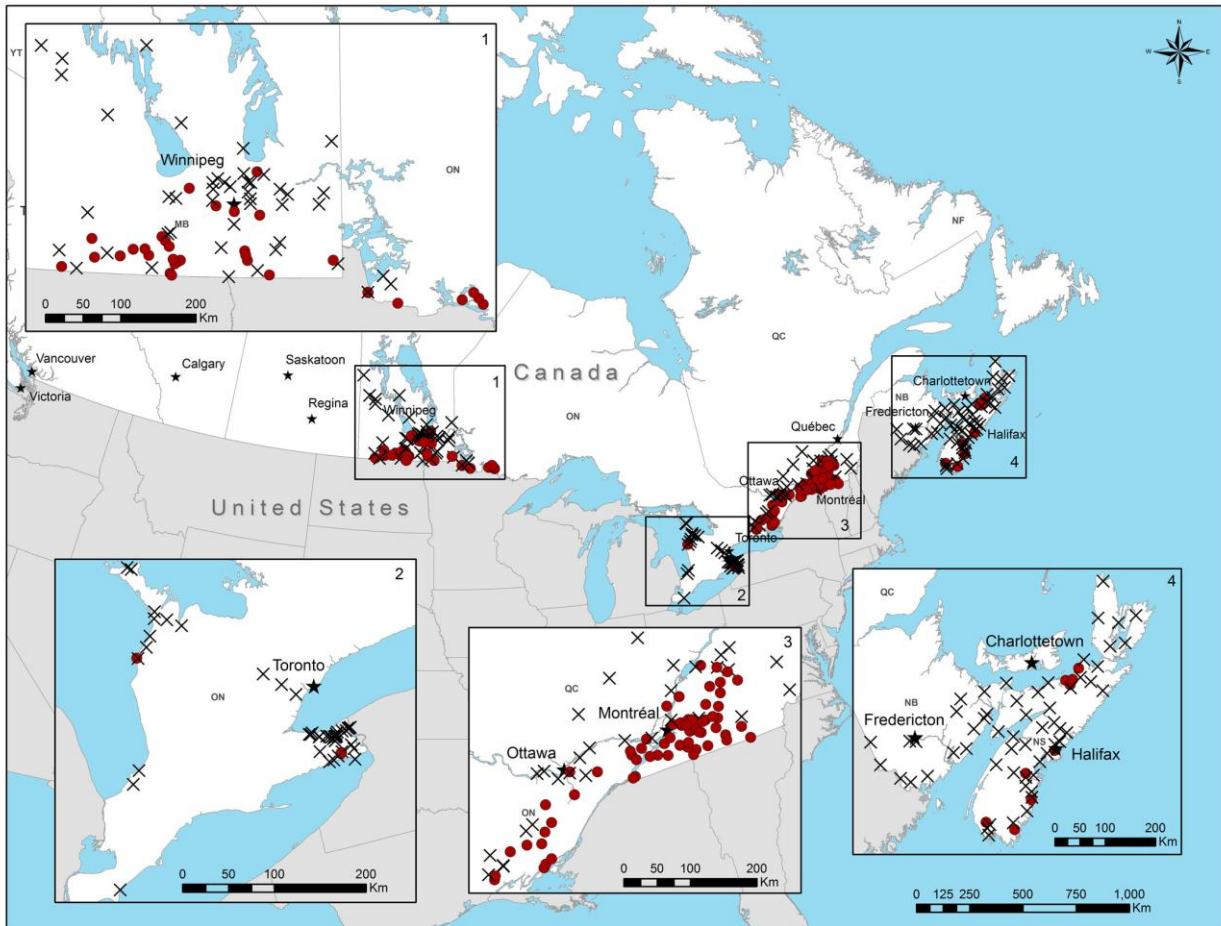 N
W E
S
YT
1
ON
Winnipeg
MB
0 50 100 200
Km
NF
QC
Vancouver
Victoria
Calgary
Saskatoon
Regina
1
Winnipeg
Canada
ON
Québec
Charlottetown
NB
Fredericton
Halifax
4
Ottawa
Montréal
3
Toronto
2
United States
2
Toronto
ON
0 50 100 200
Km
3
QC
Montréal
Ottawa
ON
0 50 100 200
Km
4
QC
Charlottetown
NB
Fredericton
NS
Halifax
0 50 100 200
Km
0 125 250 500 750 1,000
Km